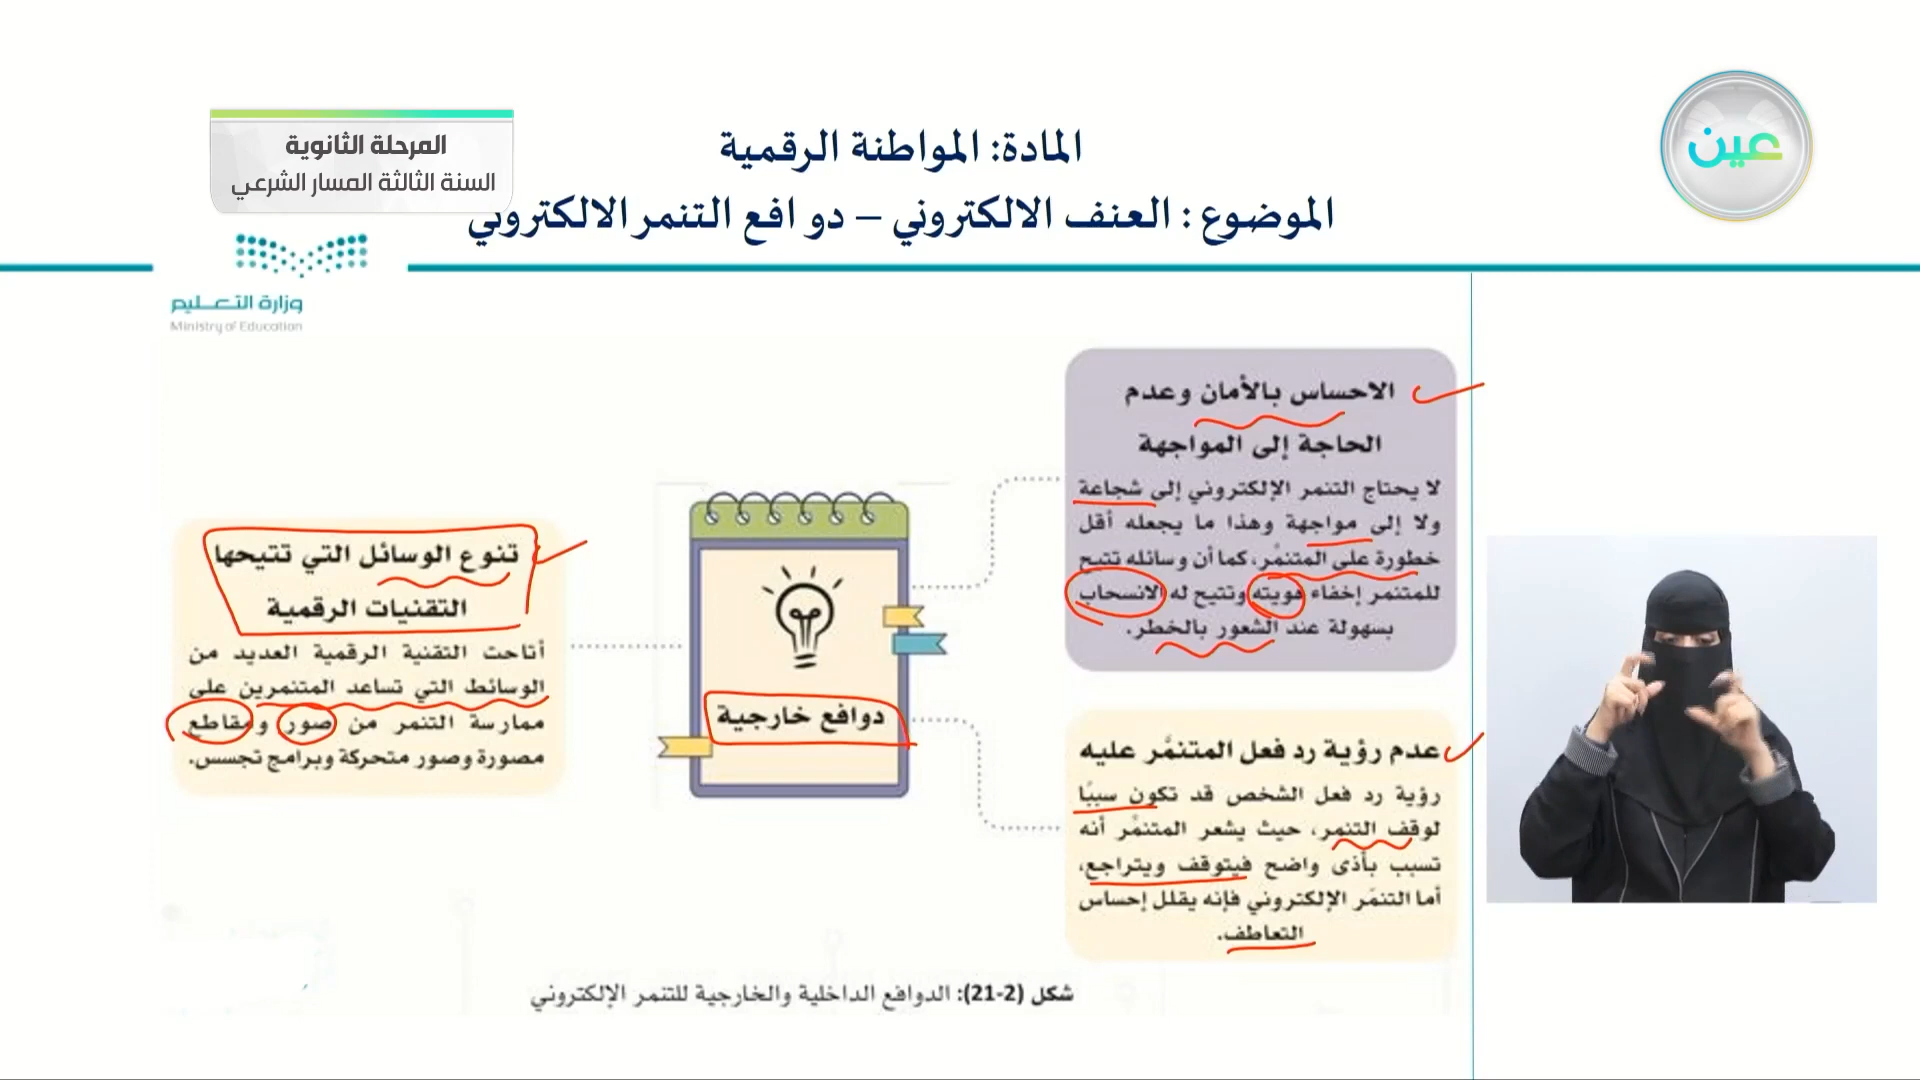 المرحلة الثانوية
السنة الثالثة المسار الشرعي
المادة: المواطنة الرقمية
الموضوع : العنف الالكتروني – دو افع التنمر الالكتروني
عين
وزارة التعليم
Ministry of Education
الاحساس بالأمان وعدم
الحاجة إلى المواجهة
لا يحتاج التنمر الإلكتروني إلى شجاعة
ولا إلى مواجهة وهذا ما يجعله أقل
خطورة على المتنمِّر، كما أن وسائله تتيح
للمتنمر إخفاء هويته وتتيح له الانسحاب
بسهولة عند الشعور بالخطر.
عدم رؤية رد فعل المتنمَّر عليه
رؤية رد فعل الشخص قد تكون سببًا
لوقف التنمر، حيث يشعر المتنمِّر أنه
تسبب بأذى واضح فيتوقف ويتراجع،
أما التنمّر الإلكتروني فإنه يقلل إحساس
التعاطف.
دوافع خارجية
تنوع الوسائل التي تتيحها
التقنيات الرقمية
أتاحت التقنية الرقمية العديد من
الوسائط التي تساعد المتنمرين على
ممارسة التنمر من صور ومقاطع
مصورة وصور متحركة وبرامج تجسس.
شكل (2-21): الدوافع الداخلية والخارجية للتنمر الإلكتروني